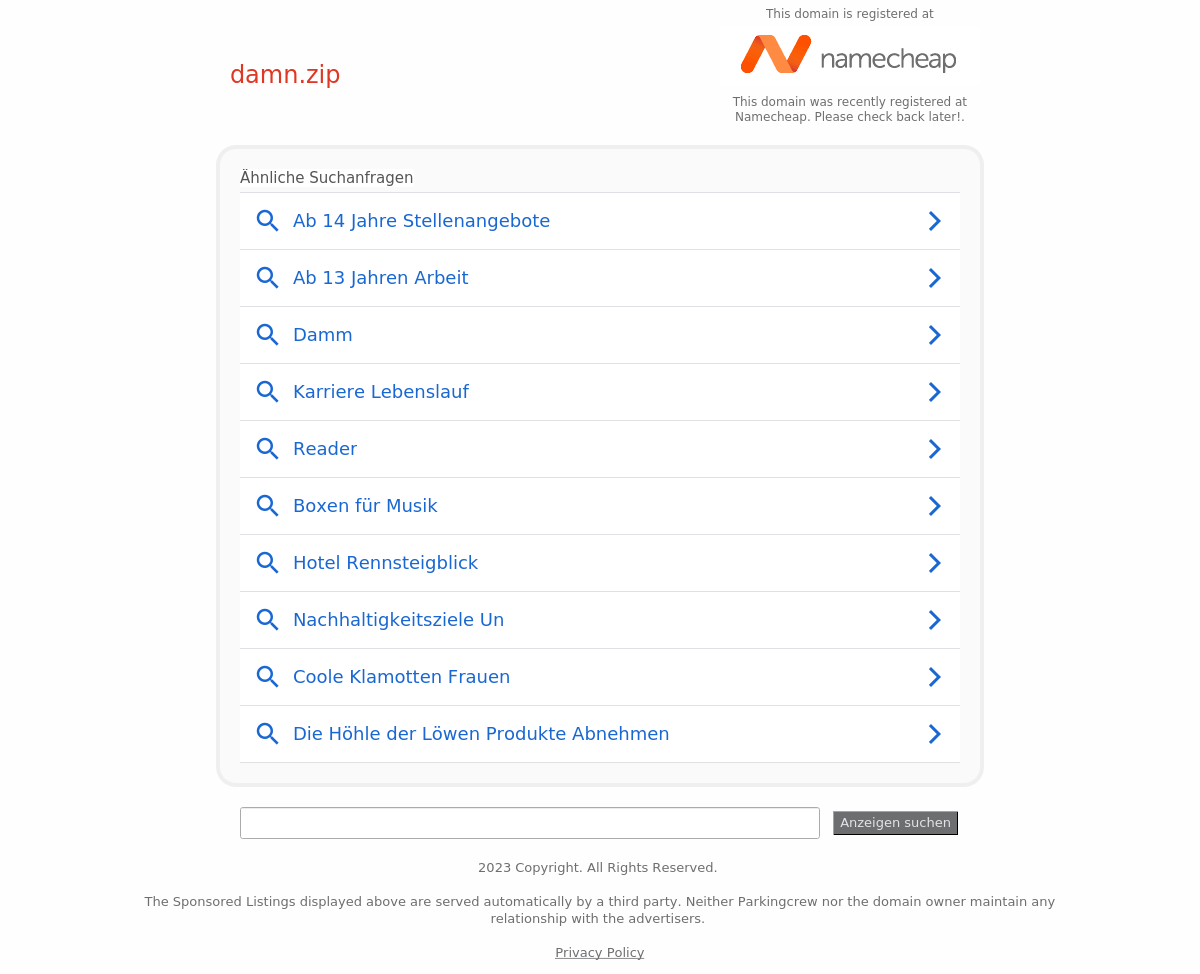 This domain is registered at
namecheap
damn.zip
This domain was recently registered at
Namecheap. Please check back later!.
Ähnliche Suchanfragen
Ab 14 Jahre Stellenangebote
Ab 13 Jahren Arbeit
Damm
Karriere Lebenslauf
Reader
Boxen für Musik
Hotel Rennsteigblick
Nachhaltigkeitsziele Un
Coole Klamotten Frauen
Die Höhle der Löwen Produkte Abnehmen
Anzeigen suchen
2023 Copyright. All Rights Reserved.
The Sponsored Listings displayed above are served automatically by a third party. Neither Parkingcrew nor the domain owner maintain any
relationship with the advertisers.
Privacy Policy